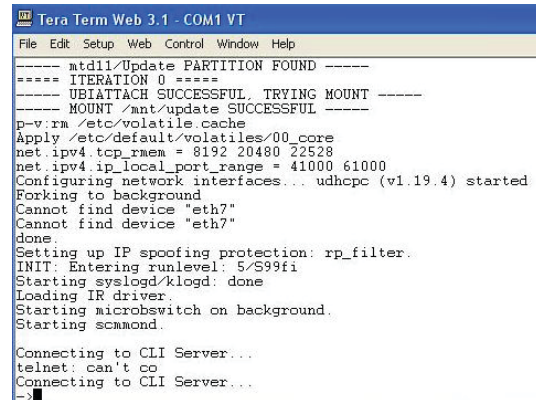 Tera Term Web 3.1 - COM1 VT
File Edit Setup Web Control Window Help
----- mtd11/Update PARTITION FOUND -----
===== ITERATION 0 =====
----- UBIATTACH SUCCESSFUL, TRYING MOUNT -----
----- MOUNT /mnt/update SUCCESSFUL -----
p-v:rm /etc/volatile.cache
Apply /etc/default/volatiles/00_core
net.ipv4.tcp_rmem = 8192 20480 22528
net.ipv4.ip_local_port_range = 41000 61000
Configuring network interfaces... udhcpc (v1.19.4) started
Forking to background
Cannot find device "eth7"
Cannot find device "eth7"
done.
Setting up IP spoofing protection: rp_filter.
INIT: Entering runlevel: 5/S99fi
Starting syslogd/klogd: done
Loading IR driver.
Starting microbswitch on background.
Starting scmmond.
Connecting to CLI Server...
telnet: can't co
Connecting to CLI Server...
->